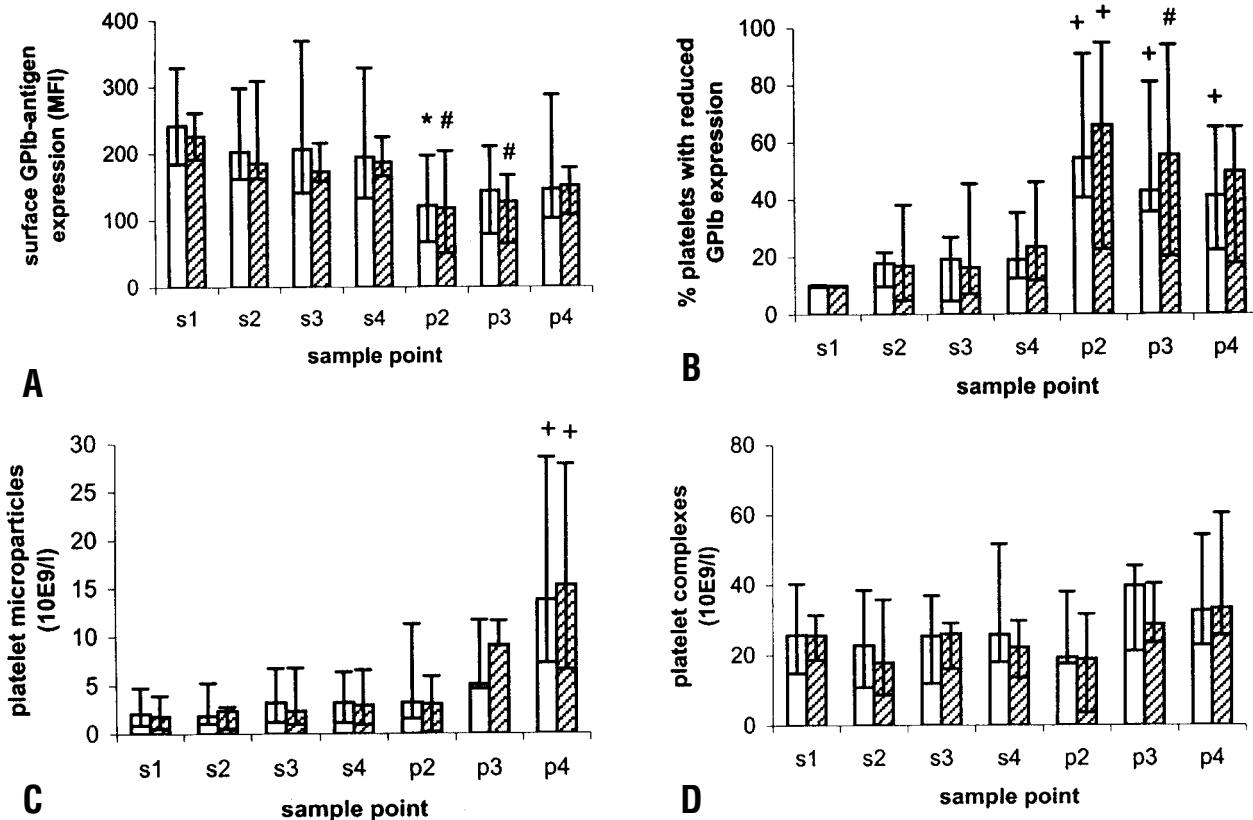 surface GPIb-antigen
expression (MFI)
400
300
200
100
0
* #
#
s1 s2 s3 s4 p2 p3 p4
sample point
A
% platelets with reduced
GPIb expression
100
80
60
40
20
0
+ +
+ #
+
s1 s2 s3 s4 p2 p3 p4
sample point
B
platelet microparticles
(10E9/l)
30
25
20
15
10
5
0
+ +
s1 s2 s3 s4 p2 p3 p4
sample point
C
platelet complexes
(10E9/l)
80
60
40
20
0
s1 s2 s3 s4 p2 p3 p4
sample point
D